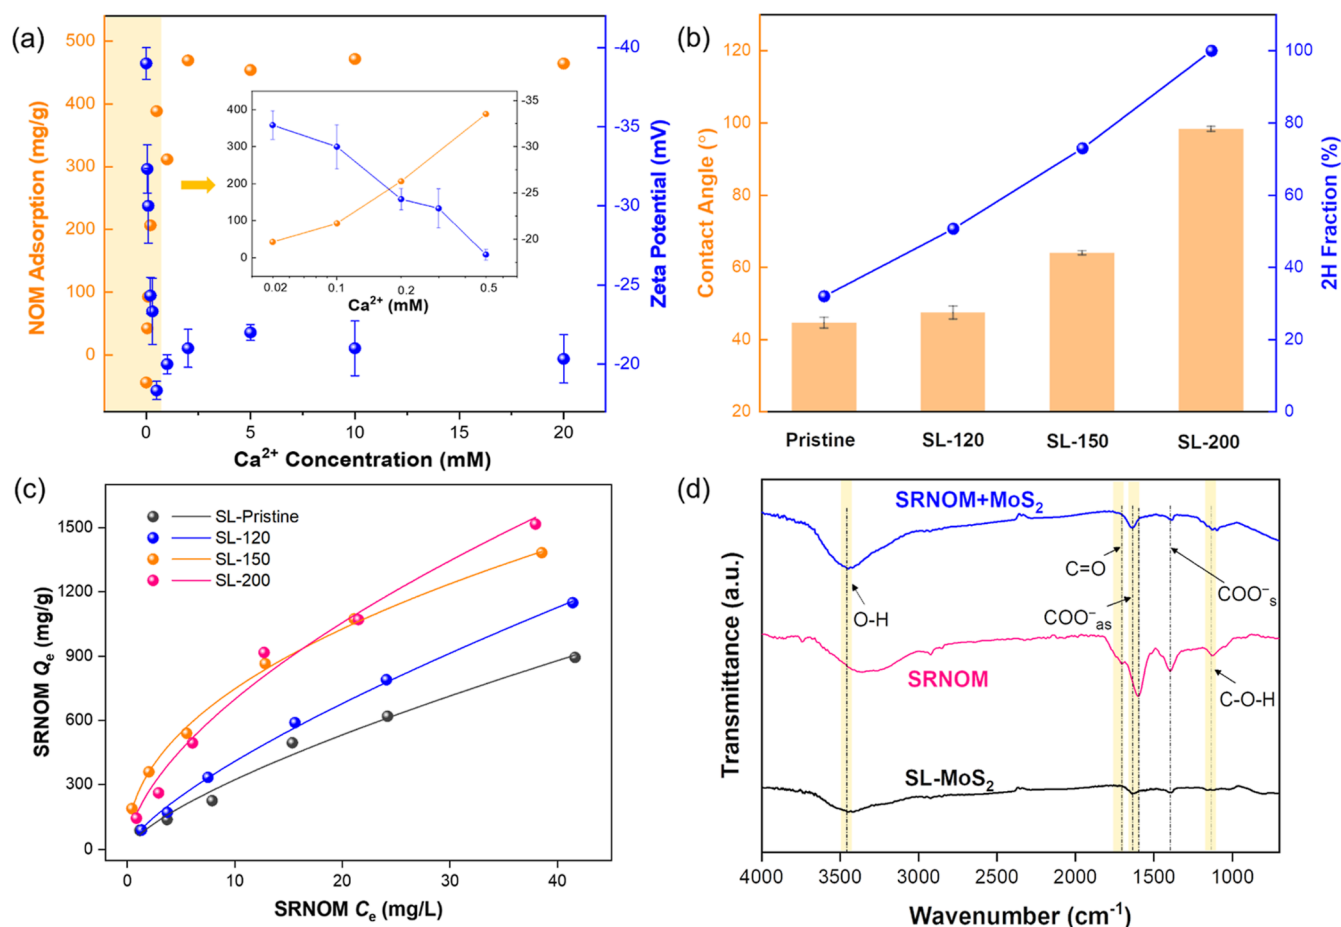 (a)
500
400
300
200
100
0
NOM Adsorption (mg/g)
-40
-35
-30
-25
-20
Zeta Potential (mV)
400
300
200
100
0
-35
-30
-25
-20
0.02
0.1
0.2
0.5
Ca²⁺ (mM)
0
5
10
15
20
Ca²⁺ Concentration (mM)
(b)
120
100
80
60
40
20
Contact Angle (°)
100
80
60
40
20
0
2H Fraction (%)
Pristine
SL-120
SL-150
SL-200
(c)
SL-Pristine
SL-120
SL-150
SL-200
1500
1200
900
600
300
0
SRNOM Qₑ (mg/g)
0
10
20
30
40
SRNOM Cₑ (mg/L)
(d)
SRNOM+MoS₂
C=O
COO⁻s
O-H
COO⁻as
SRNOM
C-O-H
SL-MoS₂
Transmittance (a.u.)
4000
3500
3000
2500
2000
1500
1000
Wavenumber (cm⁻¹)